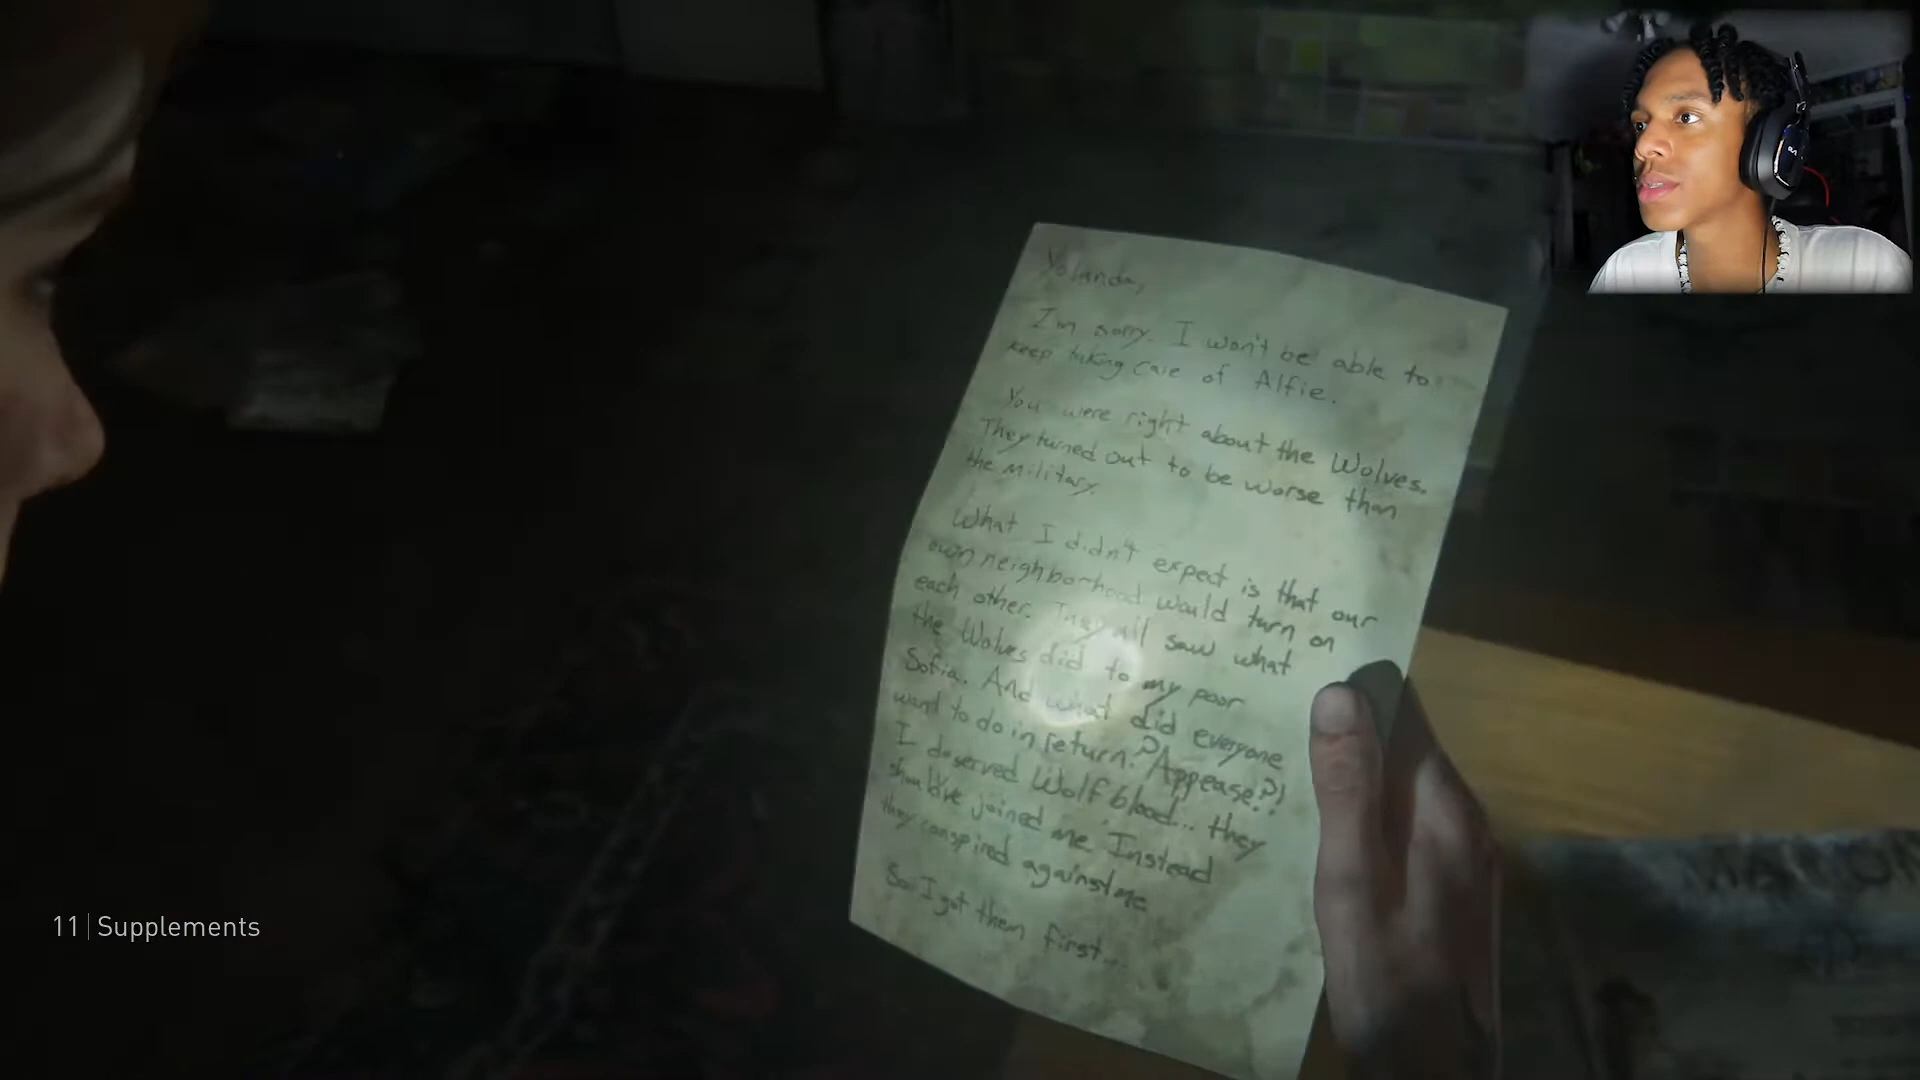 Yolanda,
I'm sorry. I won't be able to
keep taking care of Alfie.
You were right about the Wolves.
They turned out to be worse than
the military.
What I didn't expect is that our
own neighborhood would turn on
each other. They all saw what
the Wolves did to my poor
Sofia. And what did everyone
want to do in return? Appease?!
I deserved Wolf blood... they
should've joined me. Instead
they conspired against me
So I got them first...
11 Supplements